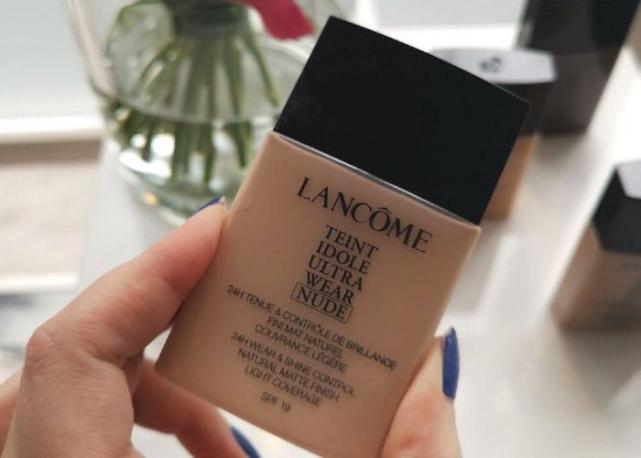 LANCÔME
TEINT
IDOLE
ULTRA
WEAR
NUDE
24H TENUE & CONTRÔLE DE BRILLANCE
FINI MAT NATUREL
COUVRANCE LÉGÈRE
24H WEAR & SHINE CONTROL
NATURAL MATTE FINISH
LIGHT COVERAGE
SPF 19